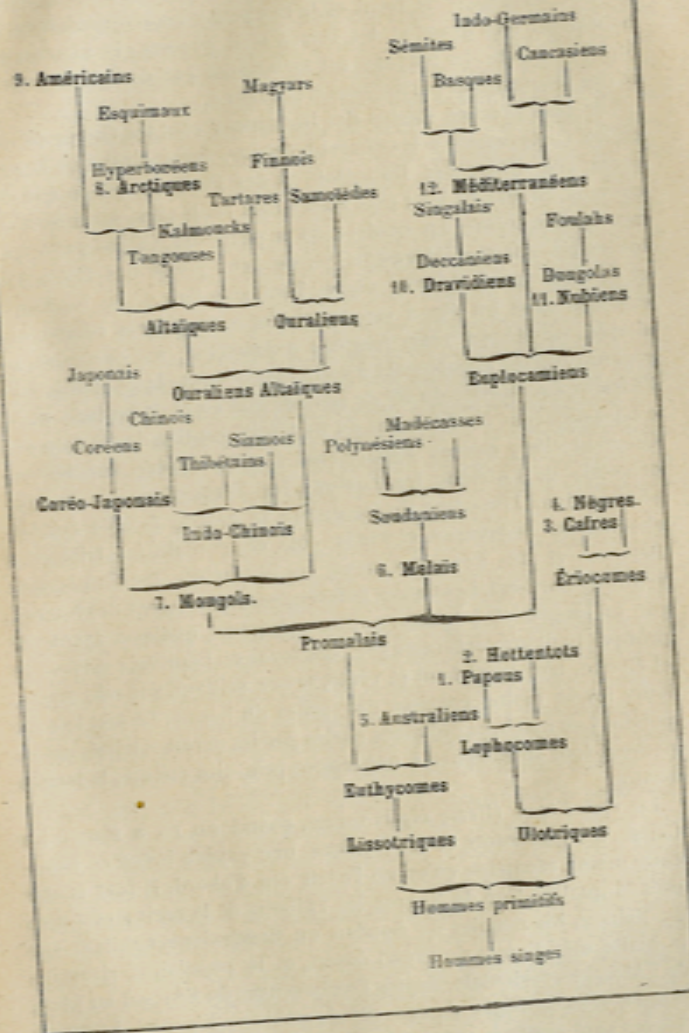 Indo-Germains
Sémites
Caucasiens
9. Américains
Basques
Magyars
Esquimaux
Finnois
Hyperboréens
8. Arctiques
Tartares
Samoïèdes
12. Méditerranéens
Singalais
Kalmoucks
Foulahs
Tongouses
Deccaniens
Dongolas
10. Dravidiens
11. Nubiens
Altaïques
Ouraliens
Japonais
Euplocamiens
Ouraliens Altaïques
Chinois
Madécasses
Coréens
Siamois
Polynésiens
Thibétains
Coréo-Japonais
4. Nègres.
Sundaniens
3. Cafres
Indo-Chinois
6. Malais
Ériocomes
7. Mongols.
Promalais
2. Hottentots
1. Papous
5. Australiens
Lophocomes
Euthycomes
Lissotriques
Ulotriques
Hommes primitifs
Hommes singes